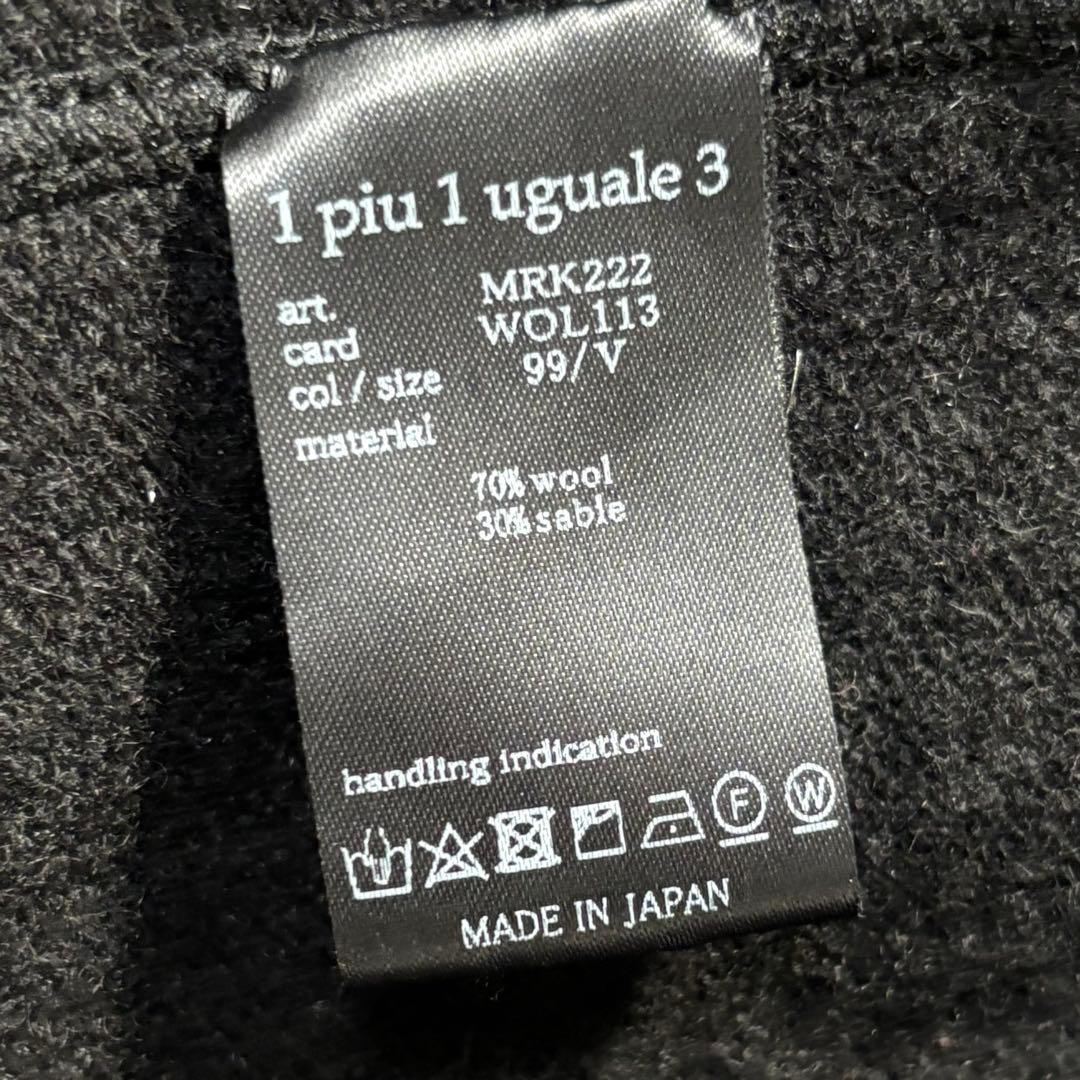 1 piu 1 uguale 3
art. MRK222
card WOL113
col / size 99/V
material
70% wool
30% sable
handling indication
F W
MADE IN JAPAN